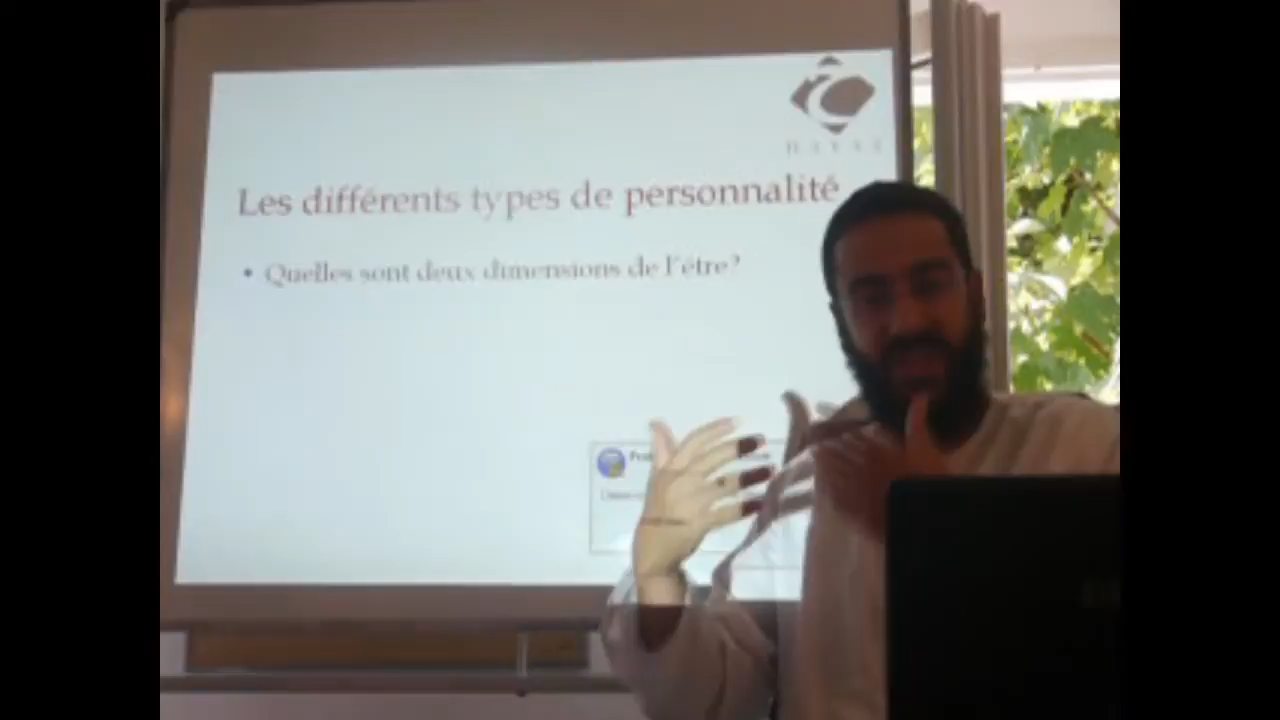 Les différents types de personnalité
• Quelles sont deux dimensions de l'être?